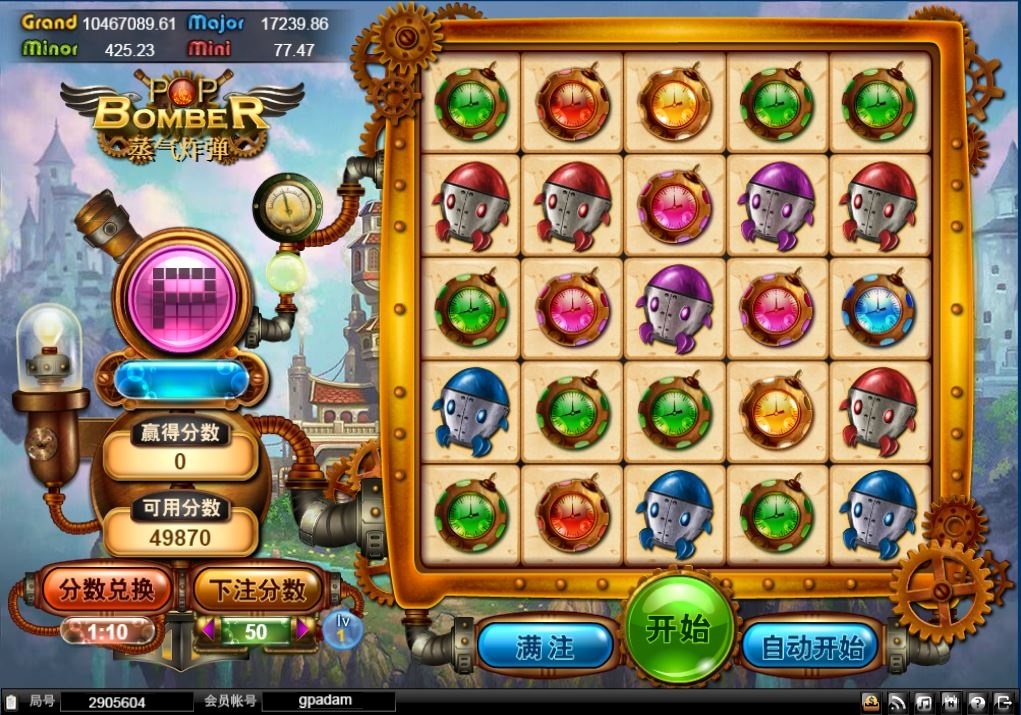 Grand 10467089.61 Major 17239.86
Minor 425.23 Mini 77.47
POP
BOMBER
蒸气炸弹
赢得分数
0
可用分数
49870
分数兑换 下注分数
1:10 50 lv 1
满注 开始 自动开始
局号 2905604 会员帐号 gpadam